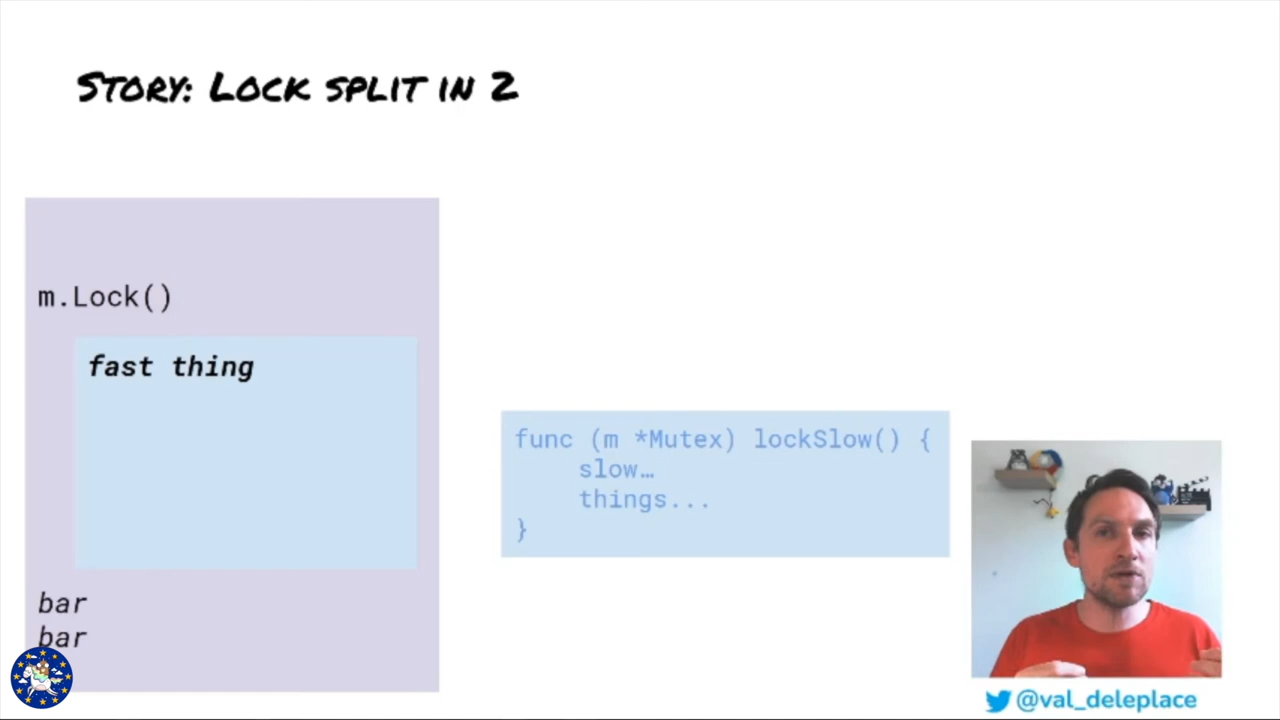 Story: Lock split in 2
m.Lock()
fast thing
bar
bar
func (m *Mutex) lockSlow() {
slow…
things...
}
@val_deleplace